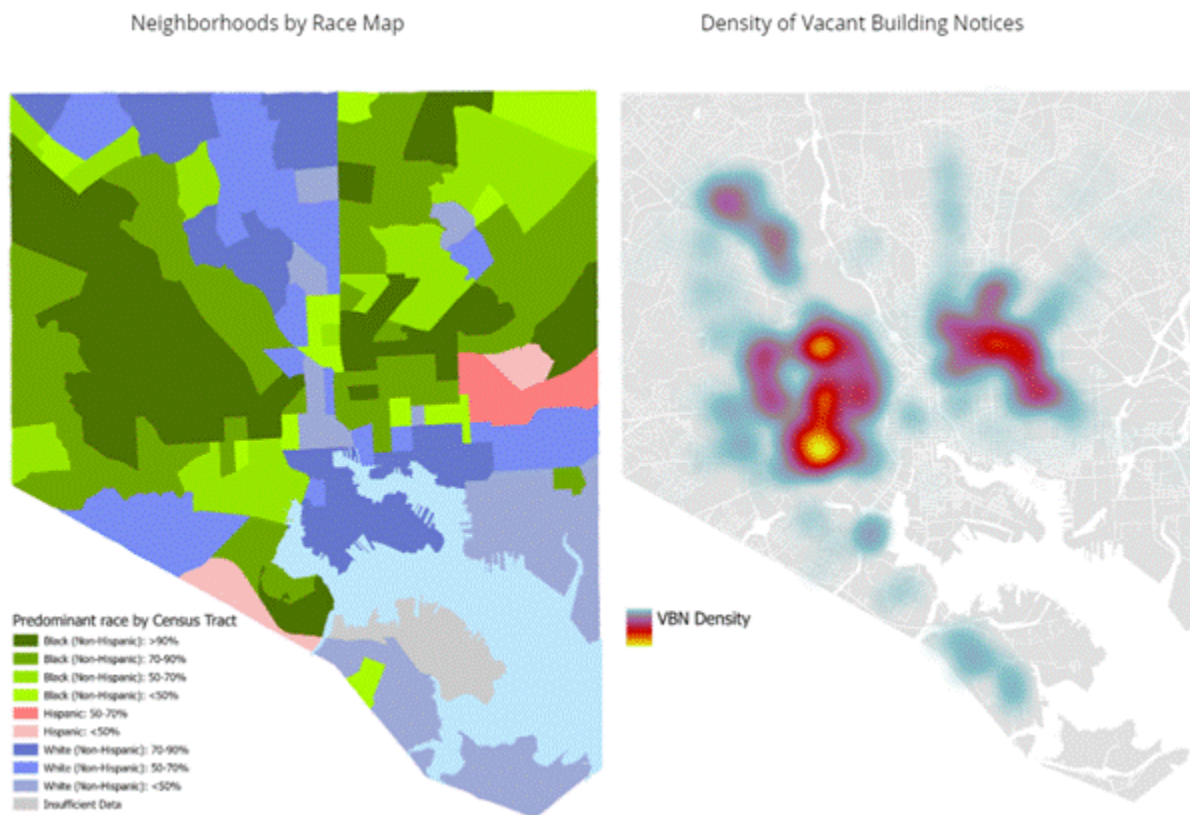 Neighborhoods by Race Map
Density of Vacant Building Notices
Predominant race by Census Tract
Black (Non-Hispanic): >90%
Black (Non-Hispanic): 70-90%
Black (Non-Hispanic): 50-70%
Black (Non-Hispanic): <50%
Hispanic: 50-70%
Hispanic: <50%
White (Non-Hispanic): 70-90%
White (Non-Hispanic): 50-70%
White (Non-Hispanic): <50%
Insufficient Data
VBN Density